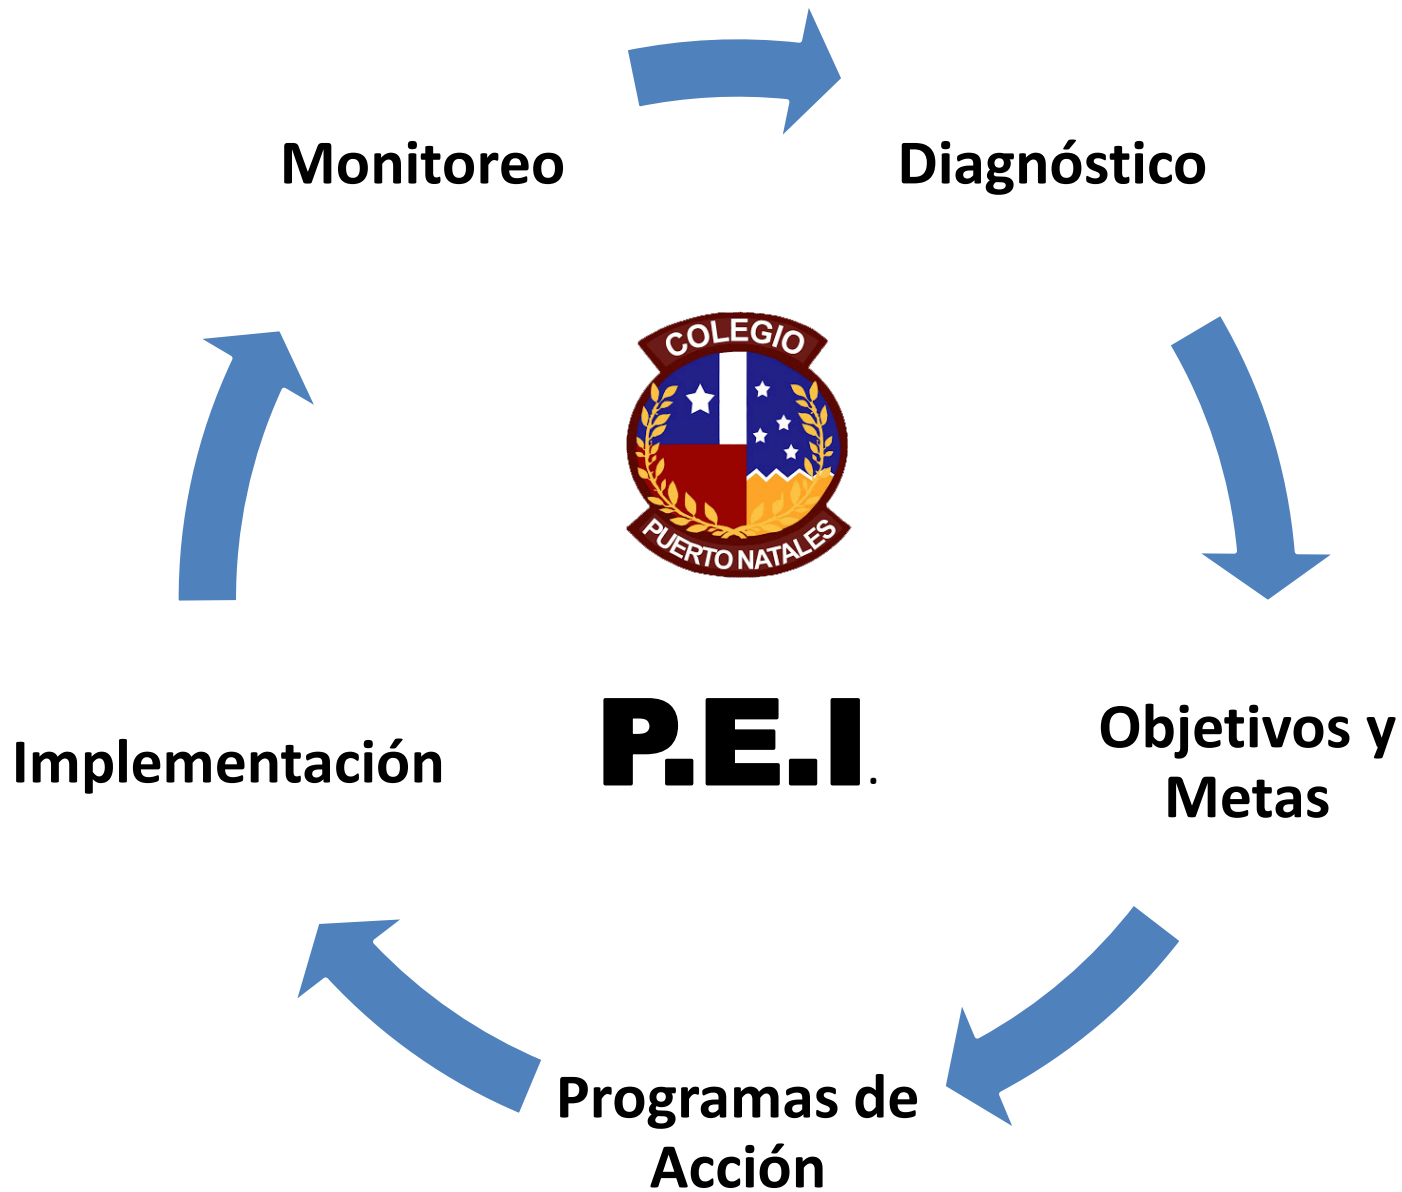 Monitoreo
Diagnóstico
COLEGIO
PUERTO NATALES
Implementación
P.E.I.
Objetivos y
Metas
Programas de
Acción